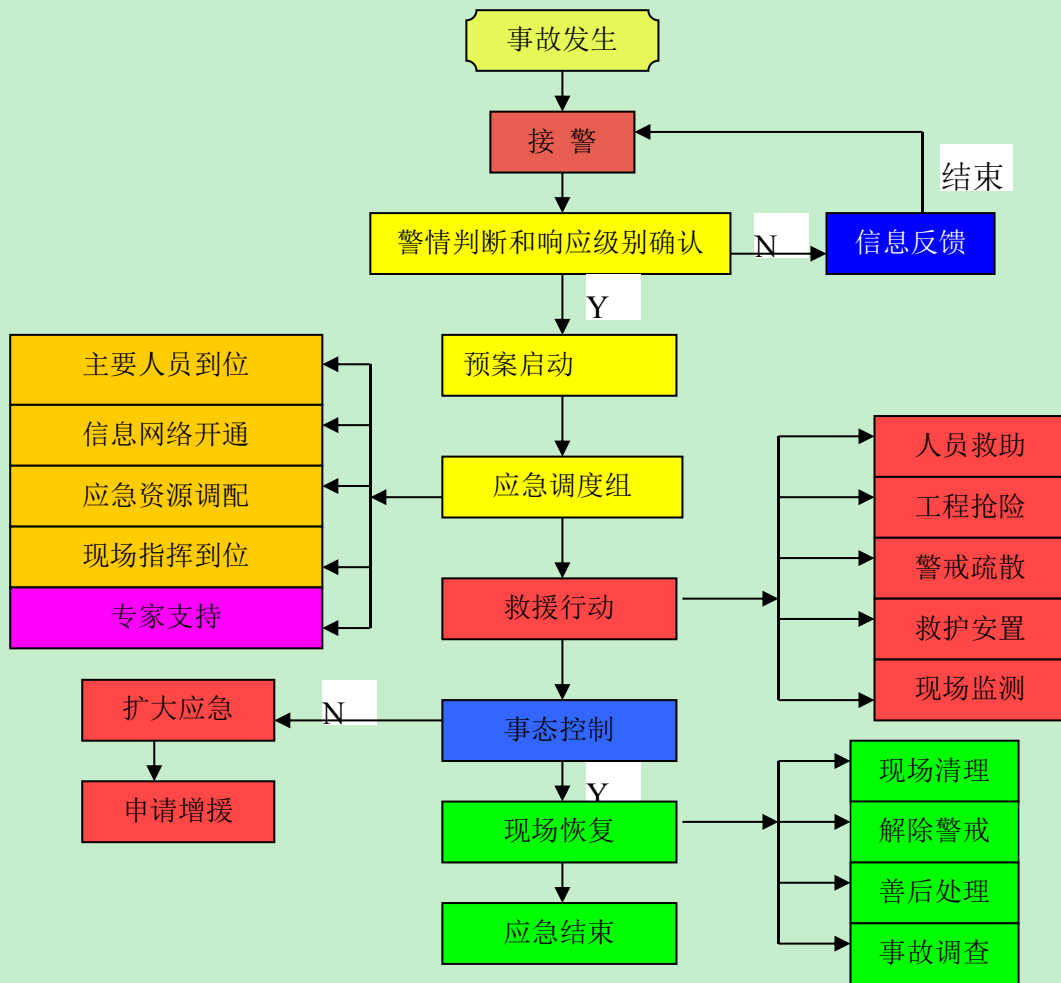 事故发生
接 警
结束
警情判断和响应级别确认
N
信息反馈
Y
预案启动
主要人员到位
信息网络开通
应急资源调配
现场指挥到位
专家支持
应急调度组
人员救助
工程抢险
警戒疏散
救护安置
现场监测
救援行动
扩大应急
N
事态控制
申请增援
Y
现场恢复
现场清理
解除警戒
善后处理
事故调查
应急结束